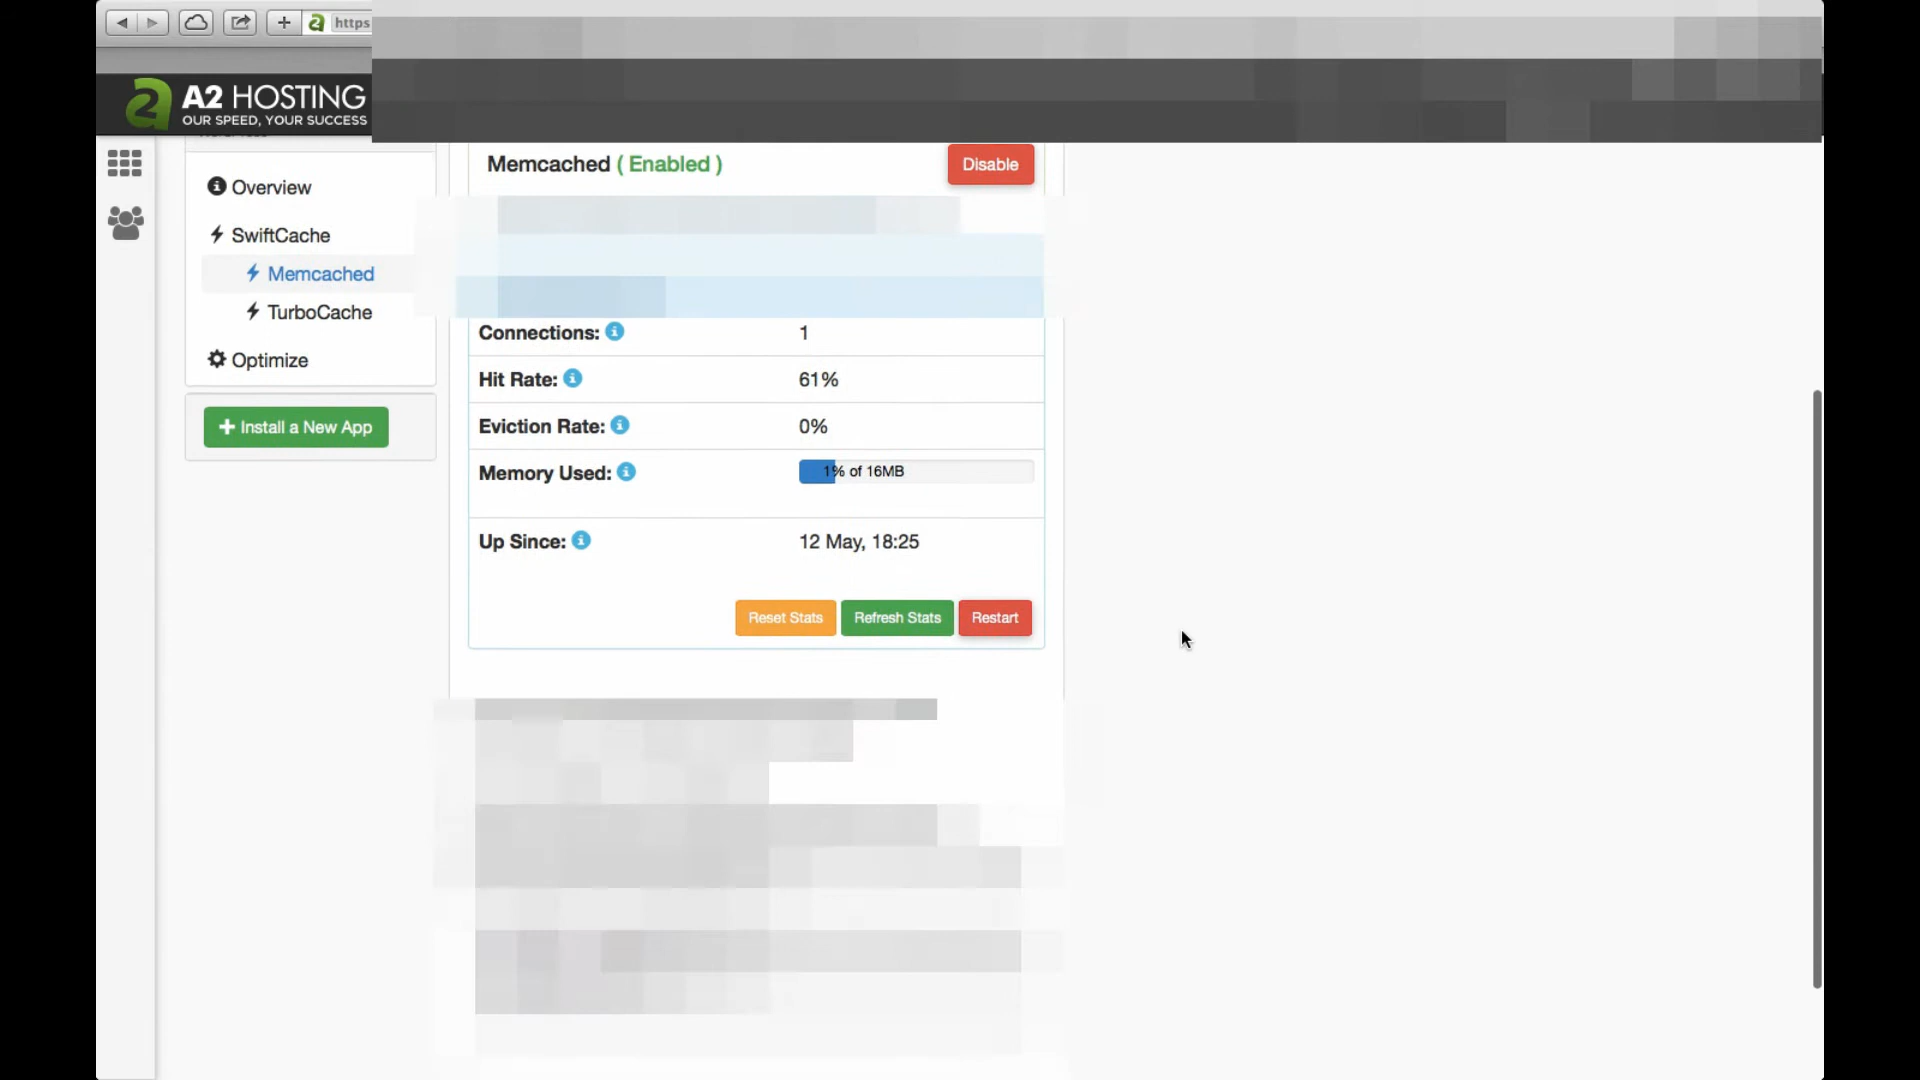 https
A2 HOSTING
OUR SPEED, YOUR SUCCESS
Memcached ( Enabled )
Disable
Overview
SwiftCache
Memcached
TurboCache
Optimize
Install a New App
Connections: 1
Hit Rate: 61%
Eviction Rate: 0%
Memory Used: 1% of 16MB
Up Since: 12 May, 18:25
Reset Stats
Refresh Stats
Restart